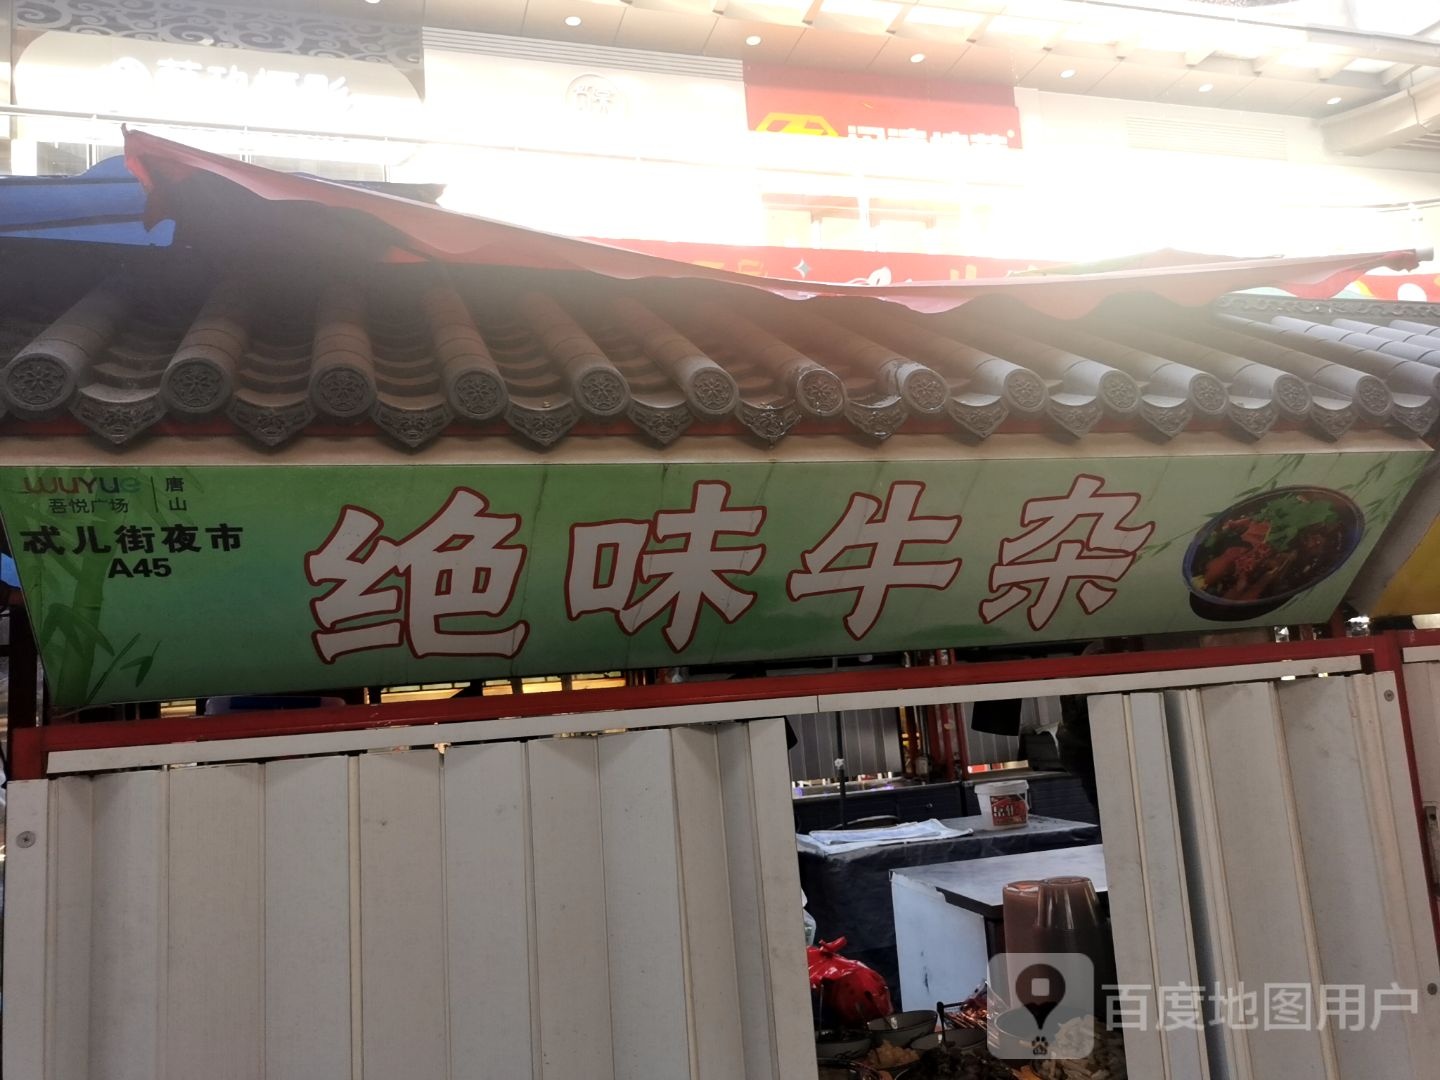 wuyue
吾悦广场
唐山
忒儿街夜市
A45
绝味牛杂
百度地图用户